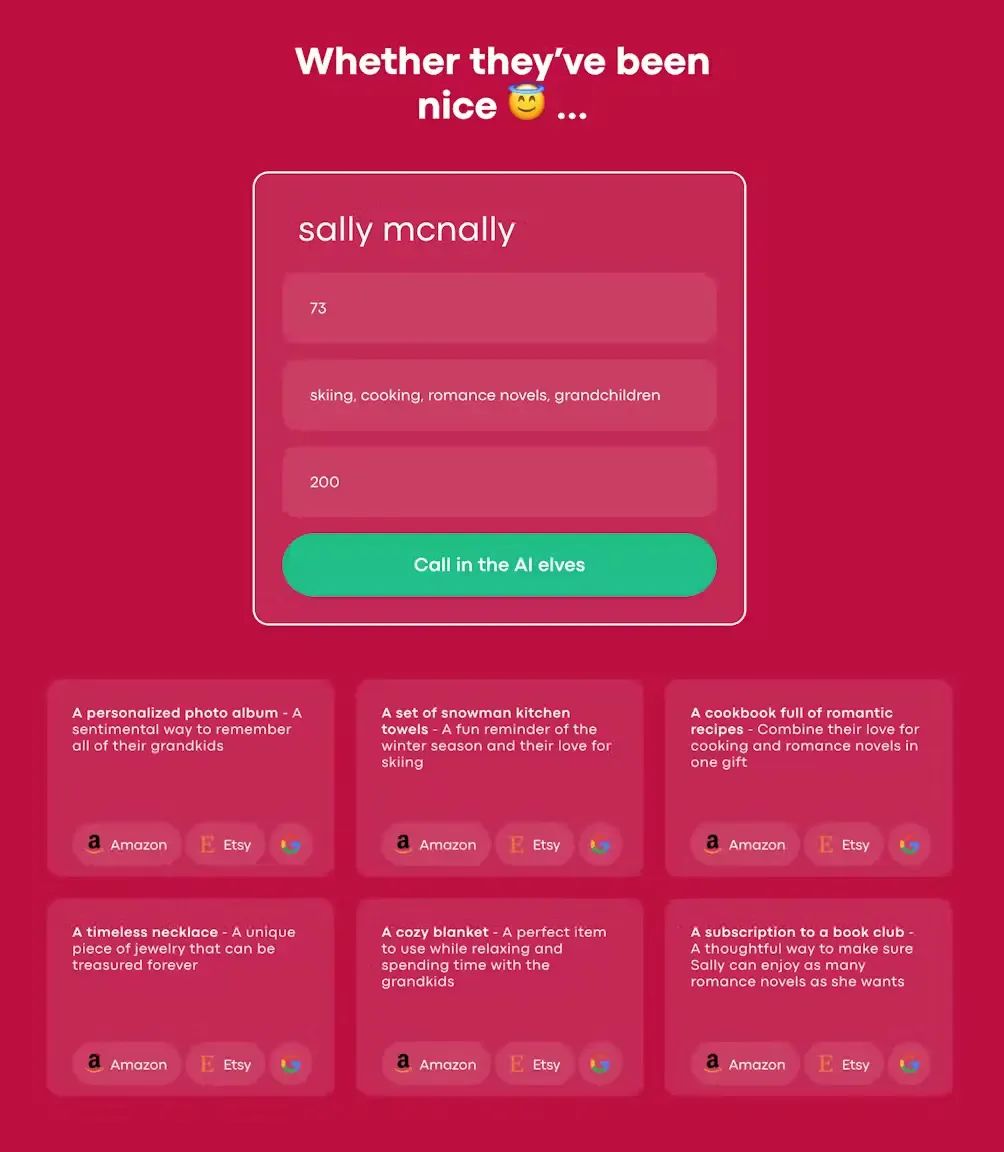 Whether they’ve been
nice 😇 ...
sally mcnally
73
skiing, cooking, romance novels, grandchildren
200
Call in the AI elves
A personalized photo album - A
sentimental way to remember
all of their grandkids
Amazon Etsy
A set of snowman kitchen
towels - A fun reminder of the
winter season and their love for
skiing
Amazon Etsy
A cookbook full of romantic
recipes - Combine their love for
cooking and romance novels in
one gift
Amazon Etsy
A timeless necklace - A unique
piece of jewelry that can be
treasured forever
Amazon Etsy
A cozy blanket - A perfect item
to use while relaxing and
spending time with the
grandkids
Amazon Etsy
A subscription to a book club -
A thoughtful way to make sure
Sally can enjoy as many
romance novels as she wants
Amazon Etsy